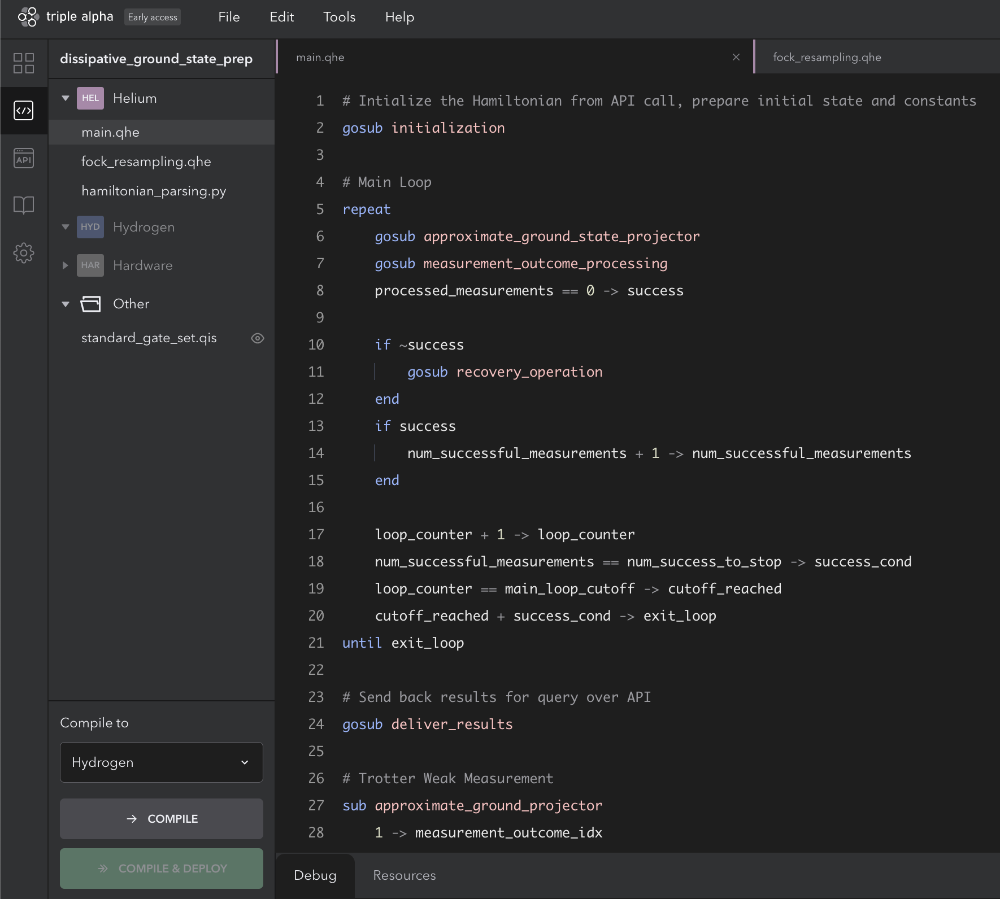 triple alpha Early access File Edit Tools Help
dissipative_ground_state_prep
HEL Helium
main.qhe
fock_resampling.qhe
hamiltonian_parsing.py
HYD Hydrogen
HAR Hardware
Other
standard_gate_set.qis
API
Compile to
Hydrogen
→ COMPILE
COMPILE & DEPLOY
main.qhe × fock_resampling.qhe
1 # Intialize the Hamiltonian from API call, prepare initial state and constants
2 gosub initialization
3
4 # Main Loop
5 repeat
6 gosub approximate_ground_state_projector
7 gosub measurement_outcome_processing
8 processed_measurements == 0 -> success
9
10 if ~success
11 gosub recovery_operation
12 end
13 if success
14 num_successful_measurements + 1 -> num_successful_measurements
15 end
16
17 loop_counter + 1 -> loop_counter
18 num_successful_measurements == num_success_to_stop -> success_cond
19 loop_counter == main_loop_cutoff -> cutoff_reached
20 cutoff_reached + success_cond -> exit_loop
21 until exit_loop
22
23 # Send back results for query over API
24 gosub deliver_results
25
26 # Trotter Weak Measurement
27 sub approximate_ground_projector
28 1 -> measurement_outcome_idx
Debug Resources